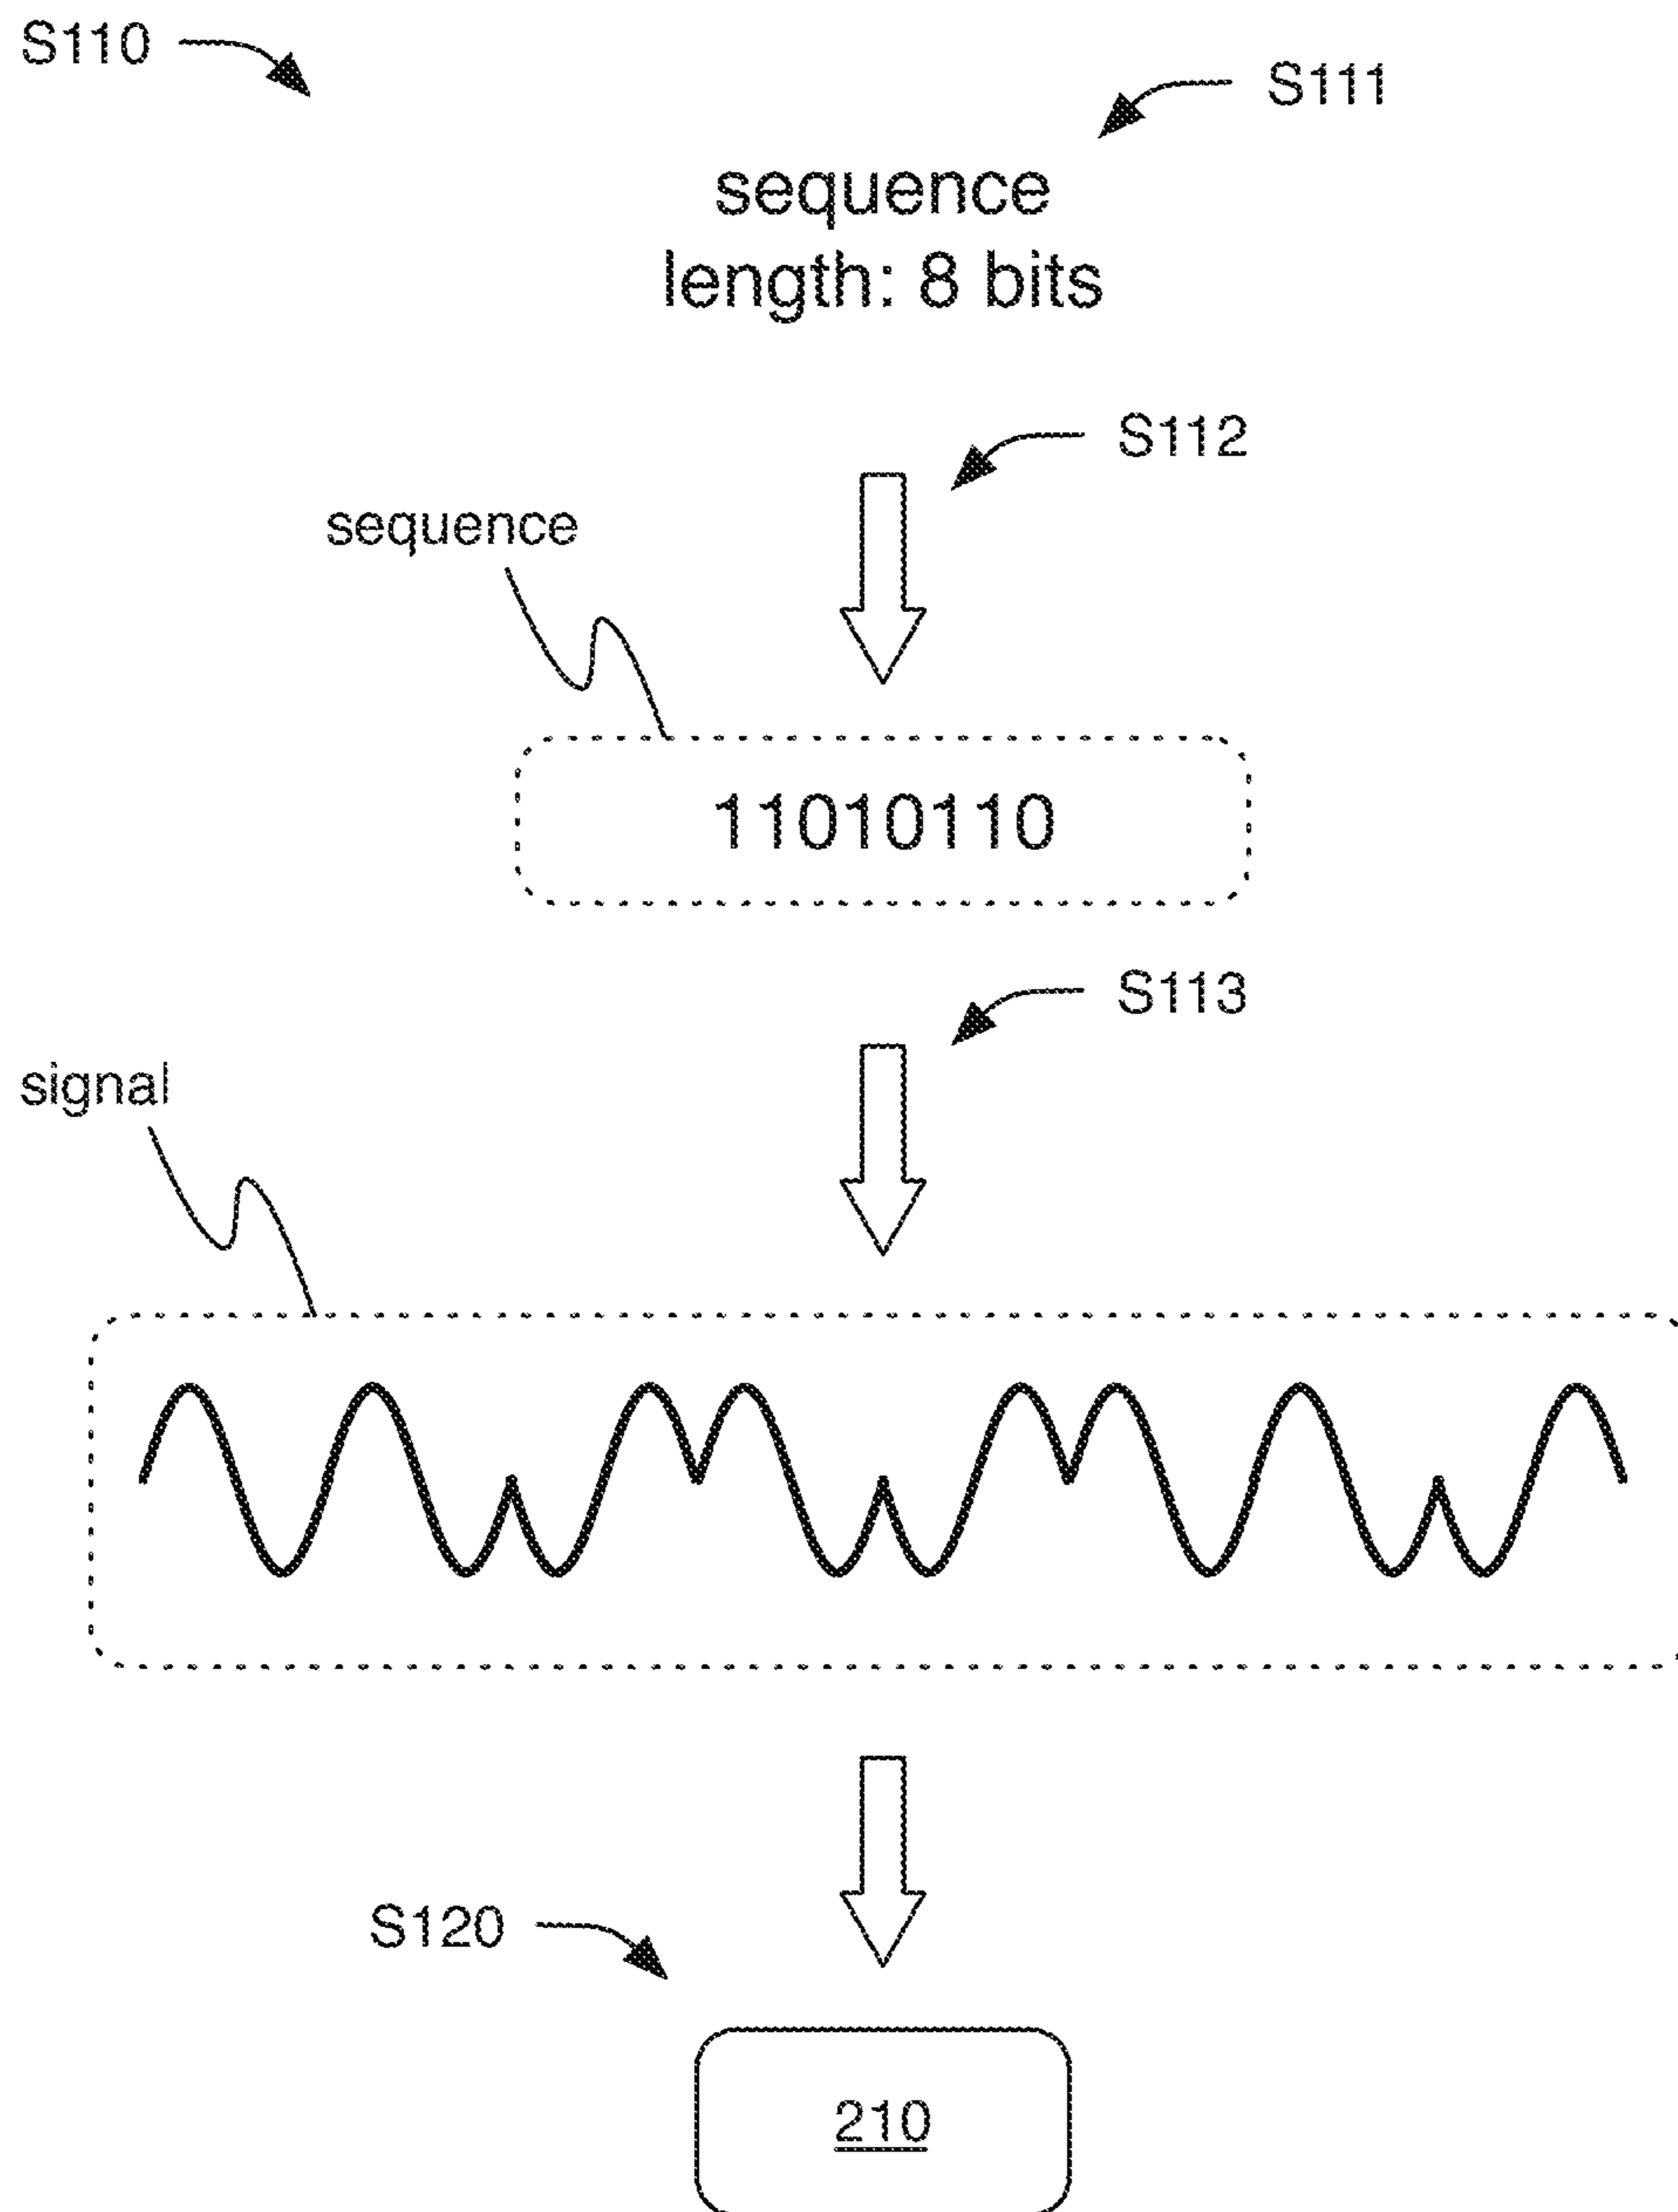 S110
S111
sequence
length: 8 bits
S112
sequence
11010110
S113
signal
S120
210